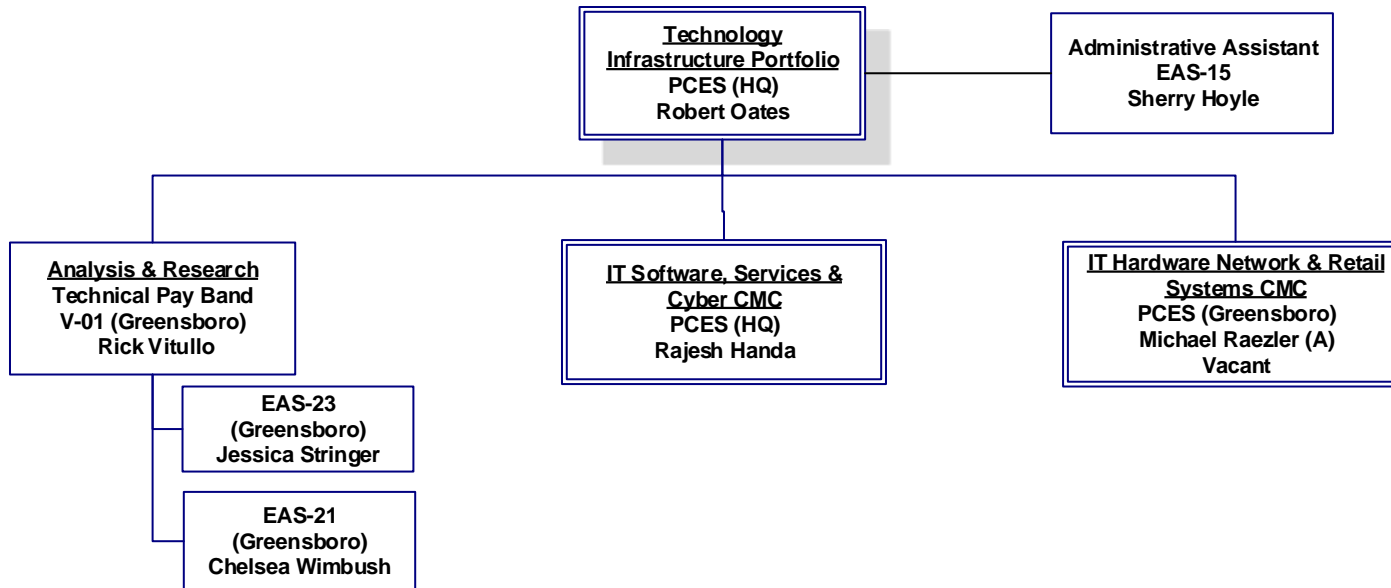 Technology
Infrastructure Portfolio
PCES (HQ)
Robert Oates
Administrative Assistant
EAS-15
Sherry Hoyle
Analysis & Research
Technical Pay Band
V-01 (Greensboro)
Rick Vitullo
IT Software, Services &
Cyber CMC
PCES (HQ)
Rajesh Handa
IT Hardware Network & Retail
Systems CMC
PCES (Greensboro)
Michael Raezler (A)
Vacant
EAS-23
(Greensboro)
Jessica Stringer
EAS-21
(Greensboro)
Chelsea Wimbush